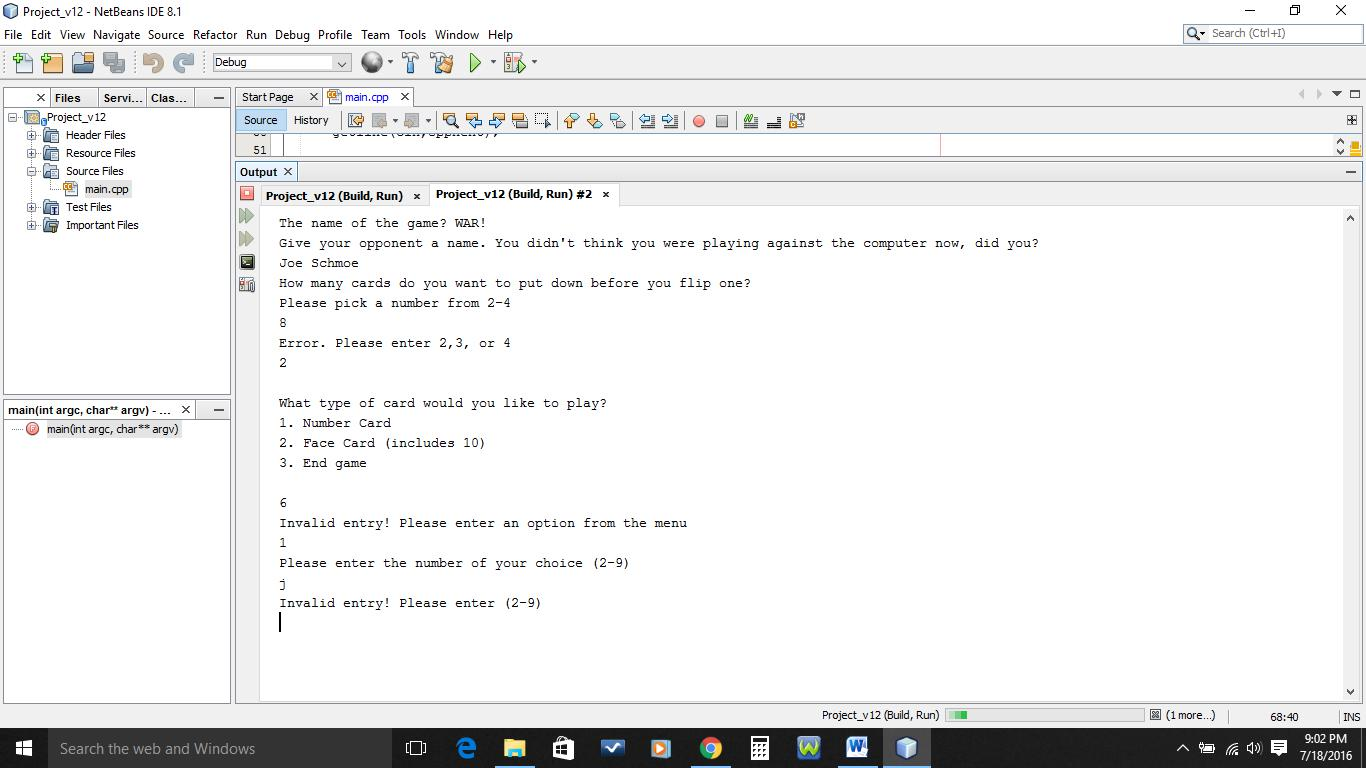 Project_v12 - NetBeans IDE 8.1
File Edit View Navigate Source Refactor Run Debug Profile Team Tools Window Help
Search (Ctrl+I)
Debug
Files Servi... Clas...
Start Page main.cpp
Source History
Project_v12
Header Files
Resource Files
Source Files
main.cpp
Test Files
Important Files
51
Output
Project_v12 (Build, Run) Project_v12 (Build, Run) #2
The name of the game? WAR!
Give your opponent a name. You didn't think you were playing against the computer now, did you?
Joe Schmoe
How many cards do you want to put down before you flip one?
Please pick a number from 2-4
8
Error. Please enter 2,3, or 4
2
What type of card would you like to play?
1. Number Card
2. Face Card (includes 10)
3. End game
6
Invalid entry! Please enter an option from the menu
1
Please enter the number of your choice (2-9)
j
Invalid entry! Please enter (2-9)
main(int argc, char** argv) - ...
main(int argc, char** argv)
Project_v12 (Build, Run) (1 more...) 68:40 INS
Search the web and Windows
9:02 PM
7/18/2016